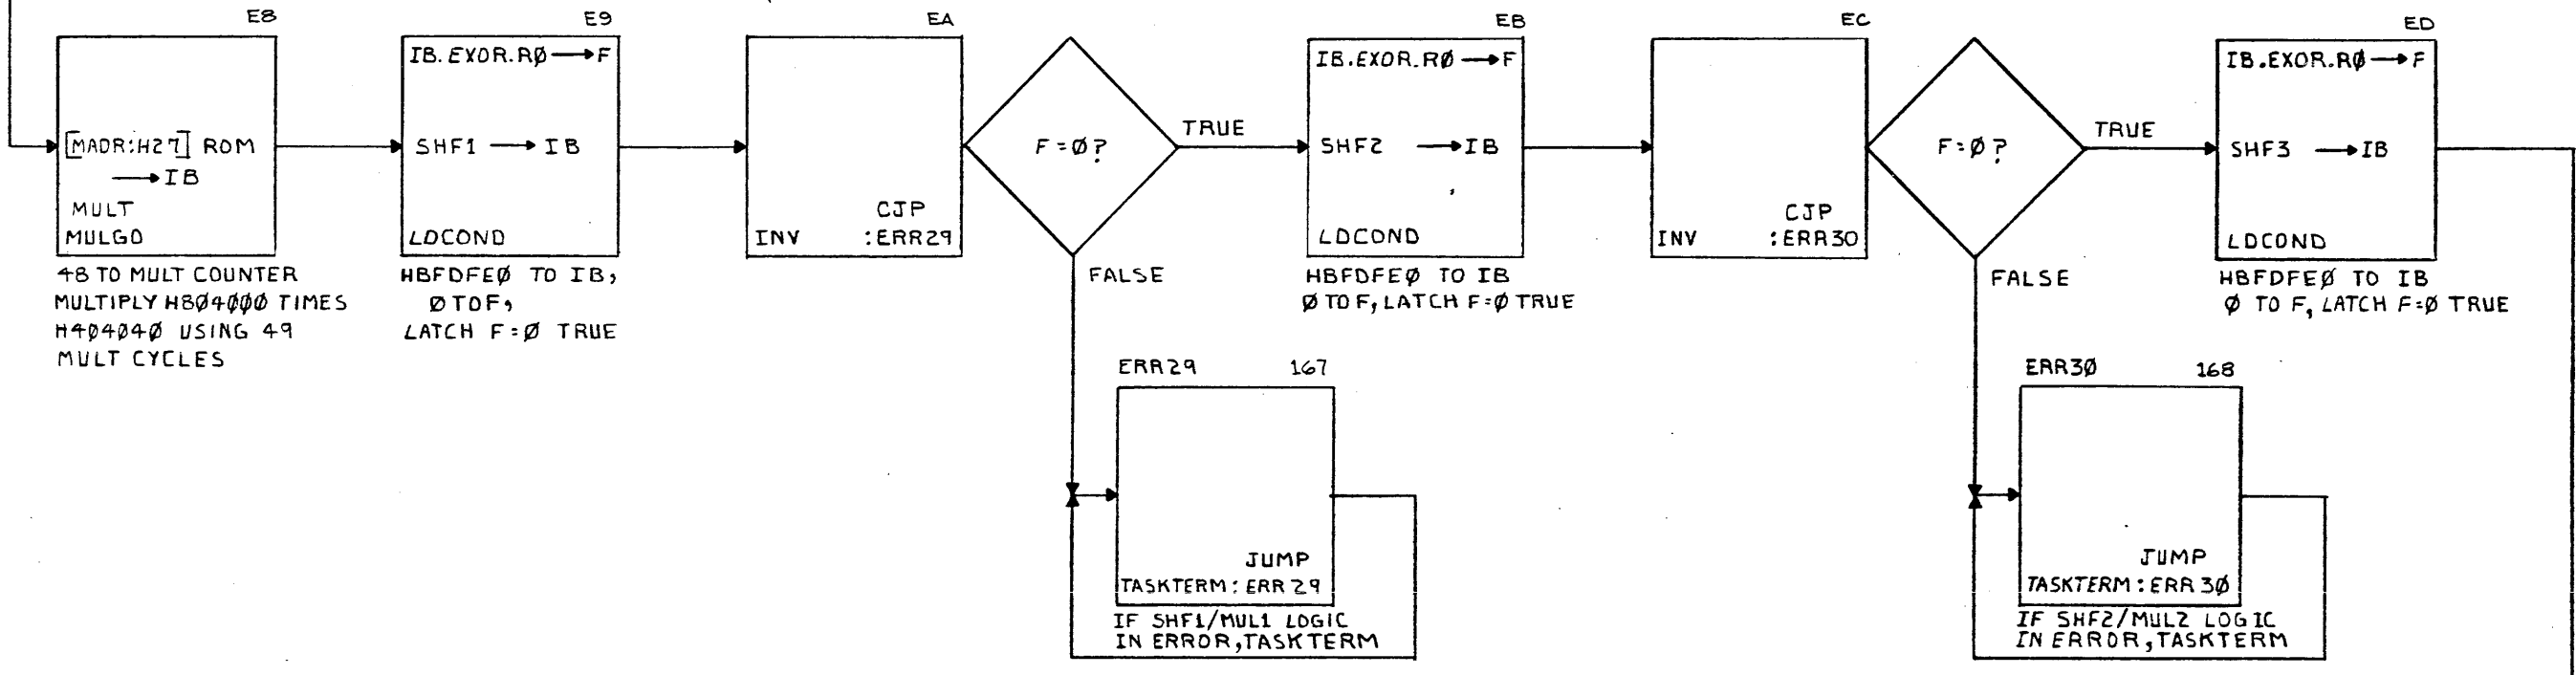 E8
[MADR:H27] ROM
→IB
MULT
MULGO
48 TO MULT COUNTER
MULTIPLY H8Ø4ØØØ TIMES
H4Ø4Ø4Ø USING 49
MULT CYCLES
E9
IB.EXOR.RØ→F
SHF1 → IB
LDCOND
HBFDFEØ TO IB,
Ø TO F,
LATCH F=Ø TRUE
EA
CJP
INV :ERR29
F=Ø?
TRUE
FALSE
ERR29 167
JUMP
TASKTERM: ERR 29
IF SHF1/MUL1 LOGIC
IN ERROR,TASKTERM
EB
IB.EXOR.RØ→F
SHF2 →IB
LDCOND
HBFDFEØ TO IB
Ø TO F, LATCH F=Ø TRUE
EC
CJP
INV :ERR30
F=Ø?
TRUE
FALSE
ERR3Ø 168
JUMP
TASKTERM: ERR 3Ø
IF SHF2/MUL2 LOGIC
IN ERROR,TASKTERM
ED
IB.EXOR.RØ→F
SHF3 →IB
LDCOND
HBFDFEØ TO IB
Ø TO F, LATCH F=Ø TRUE